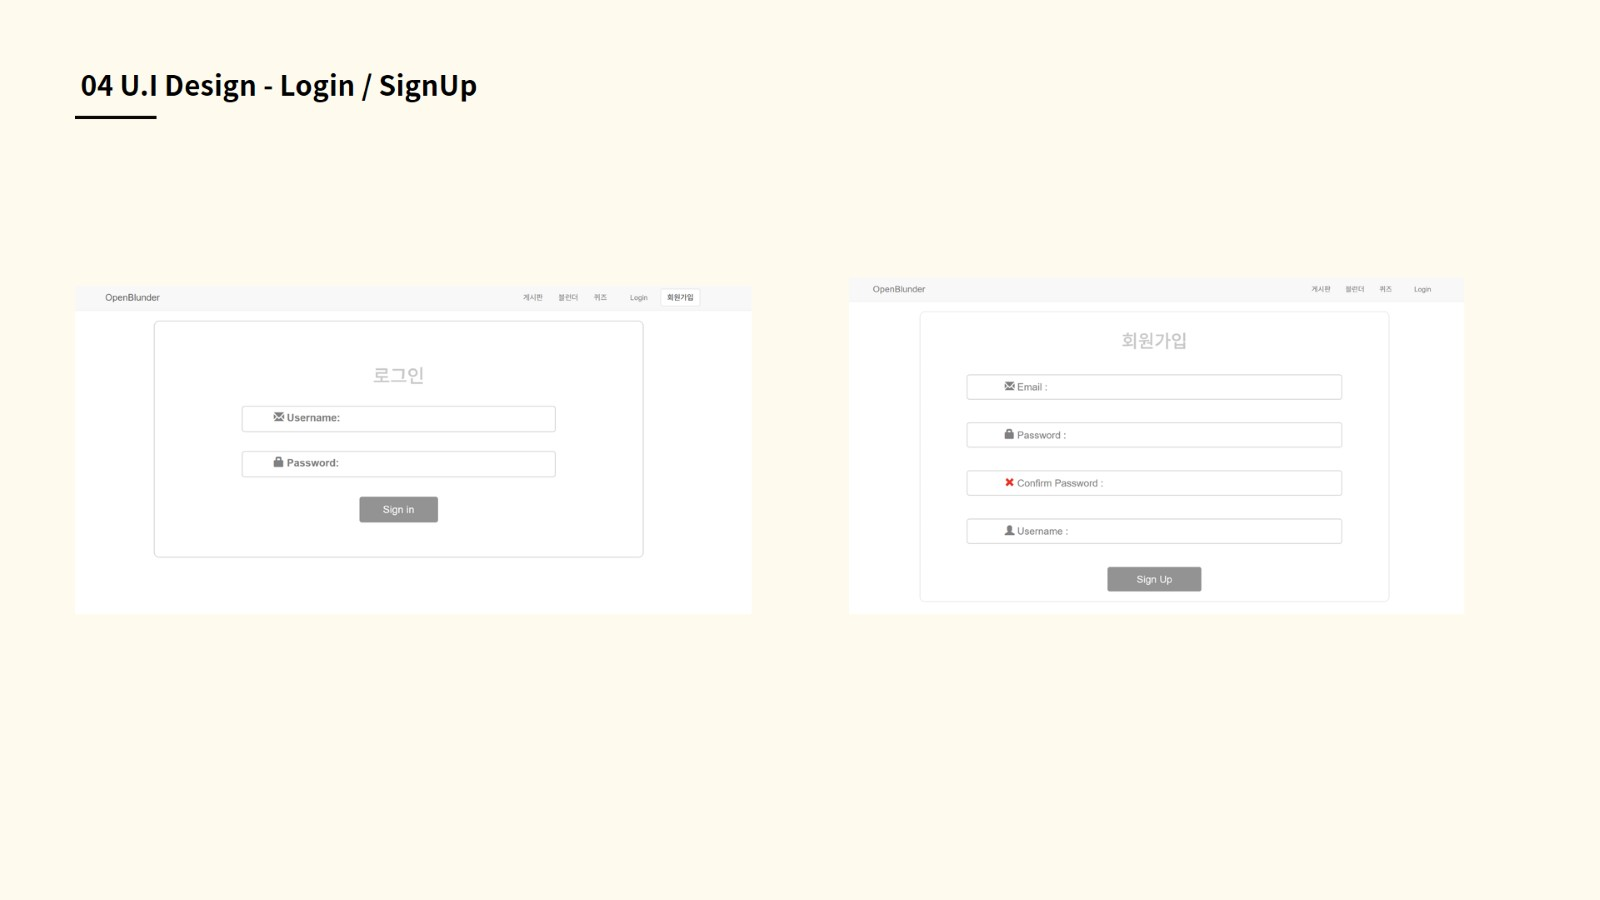 04 U.I Design - Login / SignUp
OpenBlunder 게시판 블런더 퀴즈 Login 회원가입
로그인
Username:
Password:
Sign in
OpenBlunder 게시판 블런더 퀴즈 Login
회원가입
Email :
Password :
Confirm Password :
Username :
Sign Up